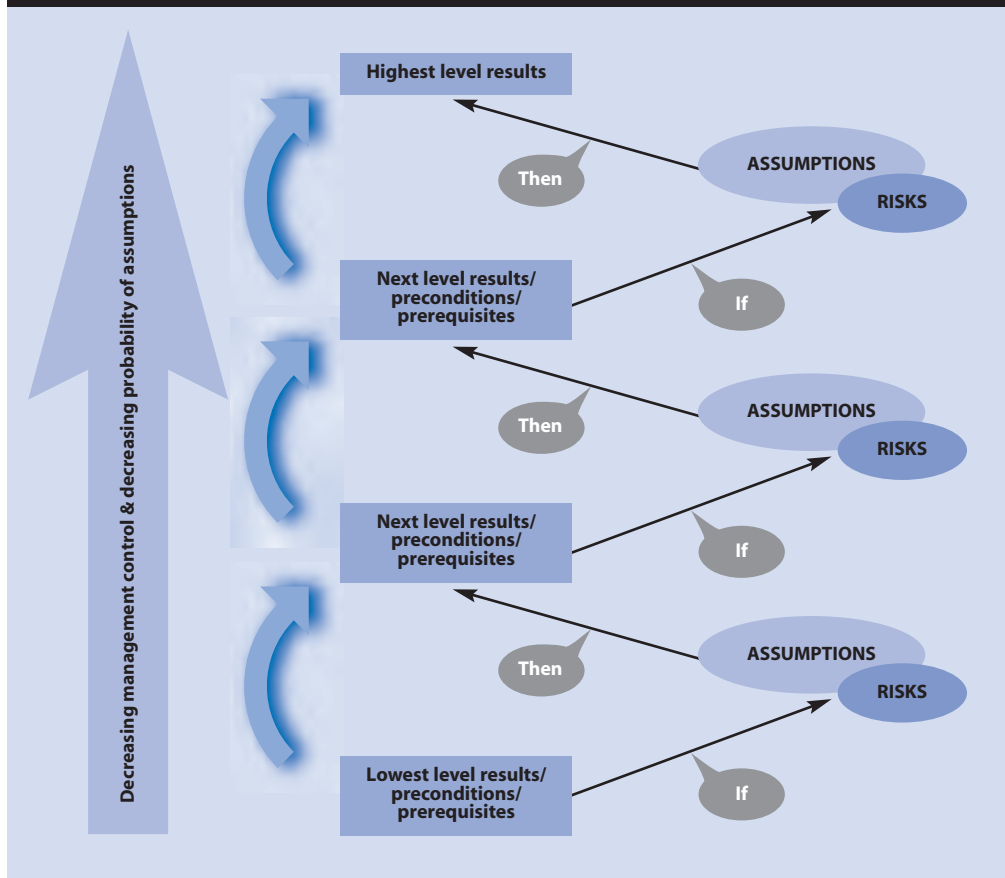 Highest level results
Then
ASSUMPTIONS
RISKS
If
Next level results/
preconditions/
prerequisites
Then
ASSUMPTIONS
RISKS
If
Next level results/
preconditions/
prerequisites
Then
ASSUMPTIONS
RISKS
If
Lowest level results/
preconditions/
prerequisites
Decreasing management control & decreasing probability of assumptions